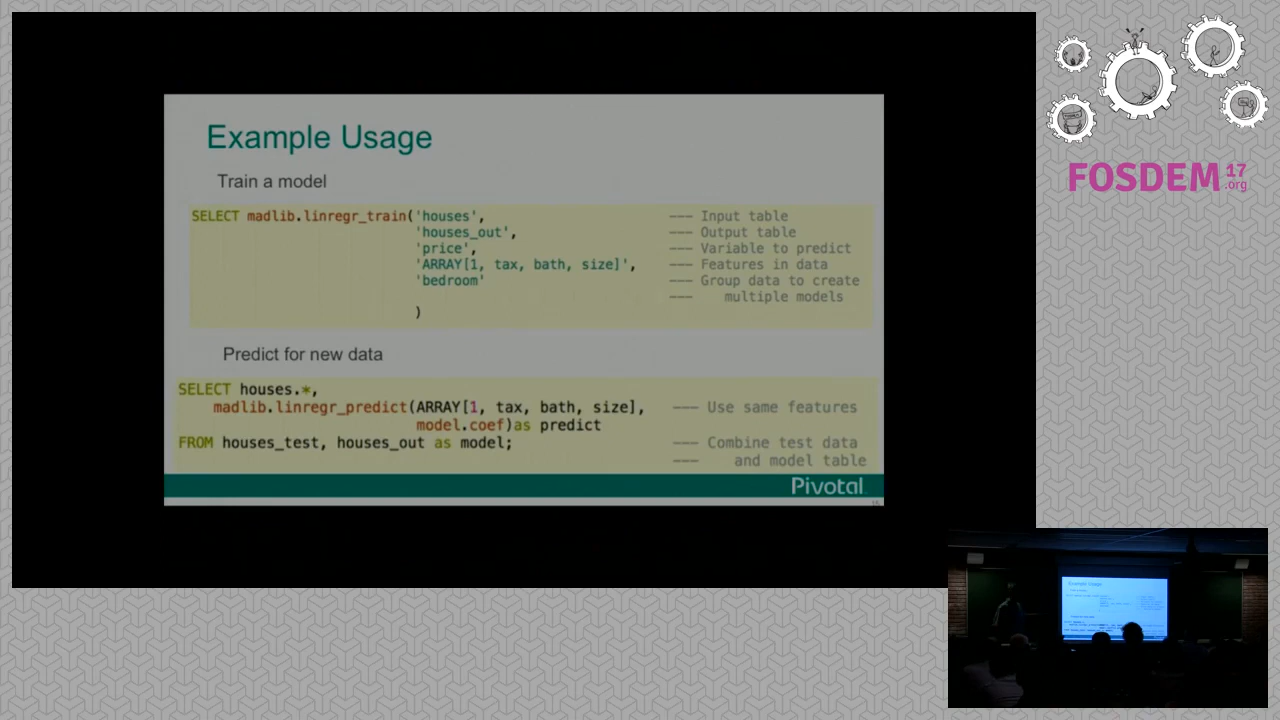 Example Usage
Train a model
SELECT madlib.linregr_train('houses', --- Input table
'houses_out', --- Output table
'price', --- Variable to predict
'ARRAY[1, tax, bath, size]', --- Features in data
'bedroom' --- Group data to create
--- multiple models
)
Predict for new data
SELECT houses.*,
madlib.linregr_predict(ARRAY[1, tax, bath, size], --- Use same features
model.coef)as predict
FROM houses_test, houses_out as model; --- Combine test data
--- and model table
Pivotal
FOSDEM 17
.org
Example Usage